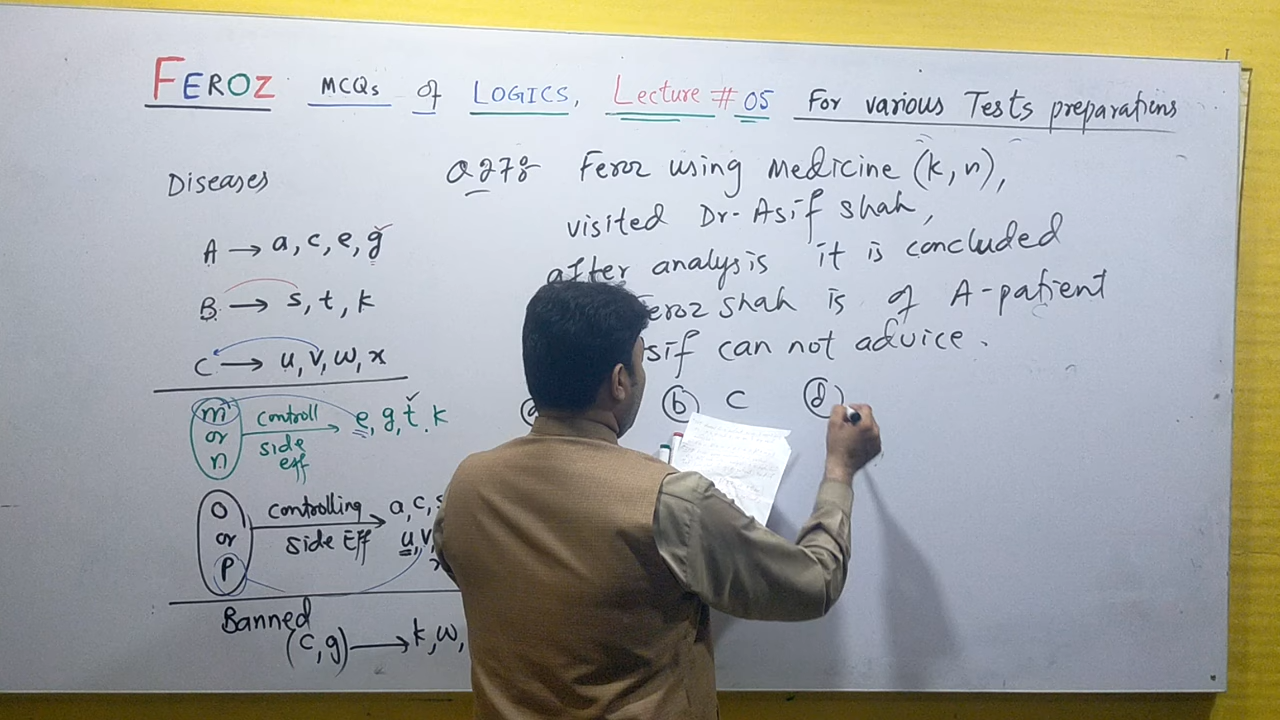 FEROZ MCQs of LOGICS, Lecture # 05 For various Tests preparations
Diseases
A → a, c, e, g
B → s, t, k
C → u, v, w, x
m or n controll side eff → e, g, t, k
O or P controlling side Eff → a, c, s
u, v,
Banned
(c, g) → k, w,
Q 278 Feroz using medicine (k, n),
visited Dr-Asif shah,
after analysis it is concluded
eroz shah is of A-patient
sif can not advice.
(b) c (d)